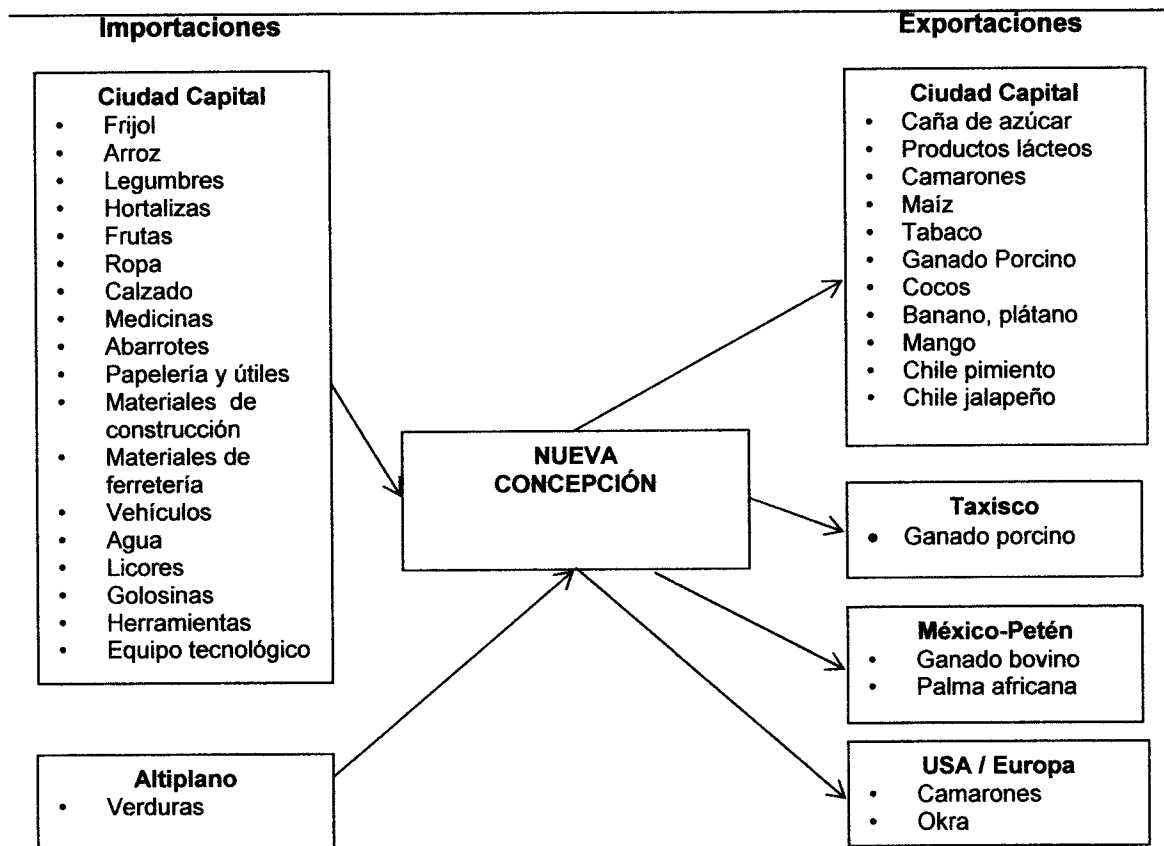 Importaciones
Exportaciones
Ciudad Capital
• Frijol
• Arroz
• Legumbres
• Hortalizas
• Frutas
• Ropa
• Calzado
• Medicinas
• Abarrotes
• Papelería y útiles
• Materiales de
construcción
• Materiales de
ferretería
• Vehículos
• Agua
• Licores
• Golosinas
• Herramientas
• Equipo tecnológico
Altiplano
• Verduras
NUEVA
CONCEPCIÓN
Ciudad Capital
• Caña de azúcar
• Productos lácteos
• Camarones
• Maíz
• Tabaco
• Ganado Porcino
• Cocos
• Banano, plátano
• Mango
• Chile pimiento
• Chile jalapeño
Taxisco
• Ganado porcino
México-Petén
• Ganado bovino
• Palma africana
USA / Europa
• Camarones
• Okra